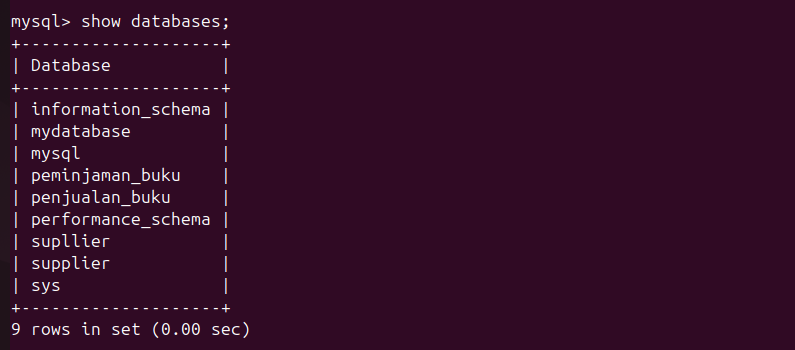 mysql> show databases;
+--------------------+
| Database           |
+--------------------+
| information_schema |
| mydatabase         |
| mysql              |
| peminjaman_buku    |
| penjualan_buku     |
| performance_schema |
| supllier           |
| supplier           |
| sys                |
+--------------------+
9 rows in set (0.00 sec)